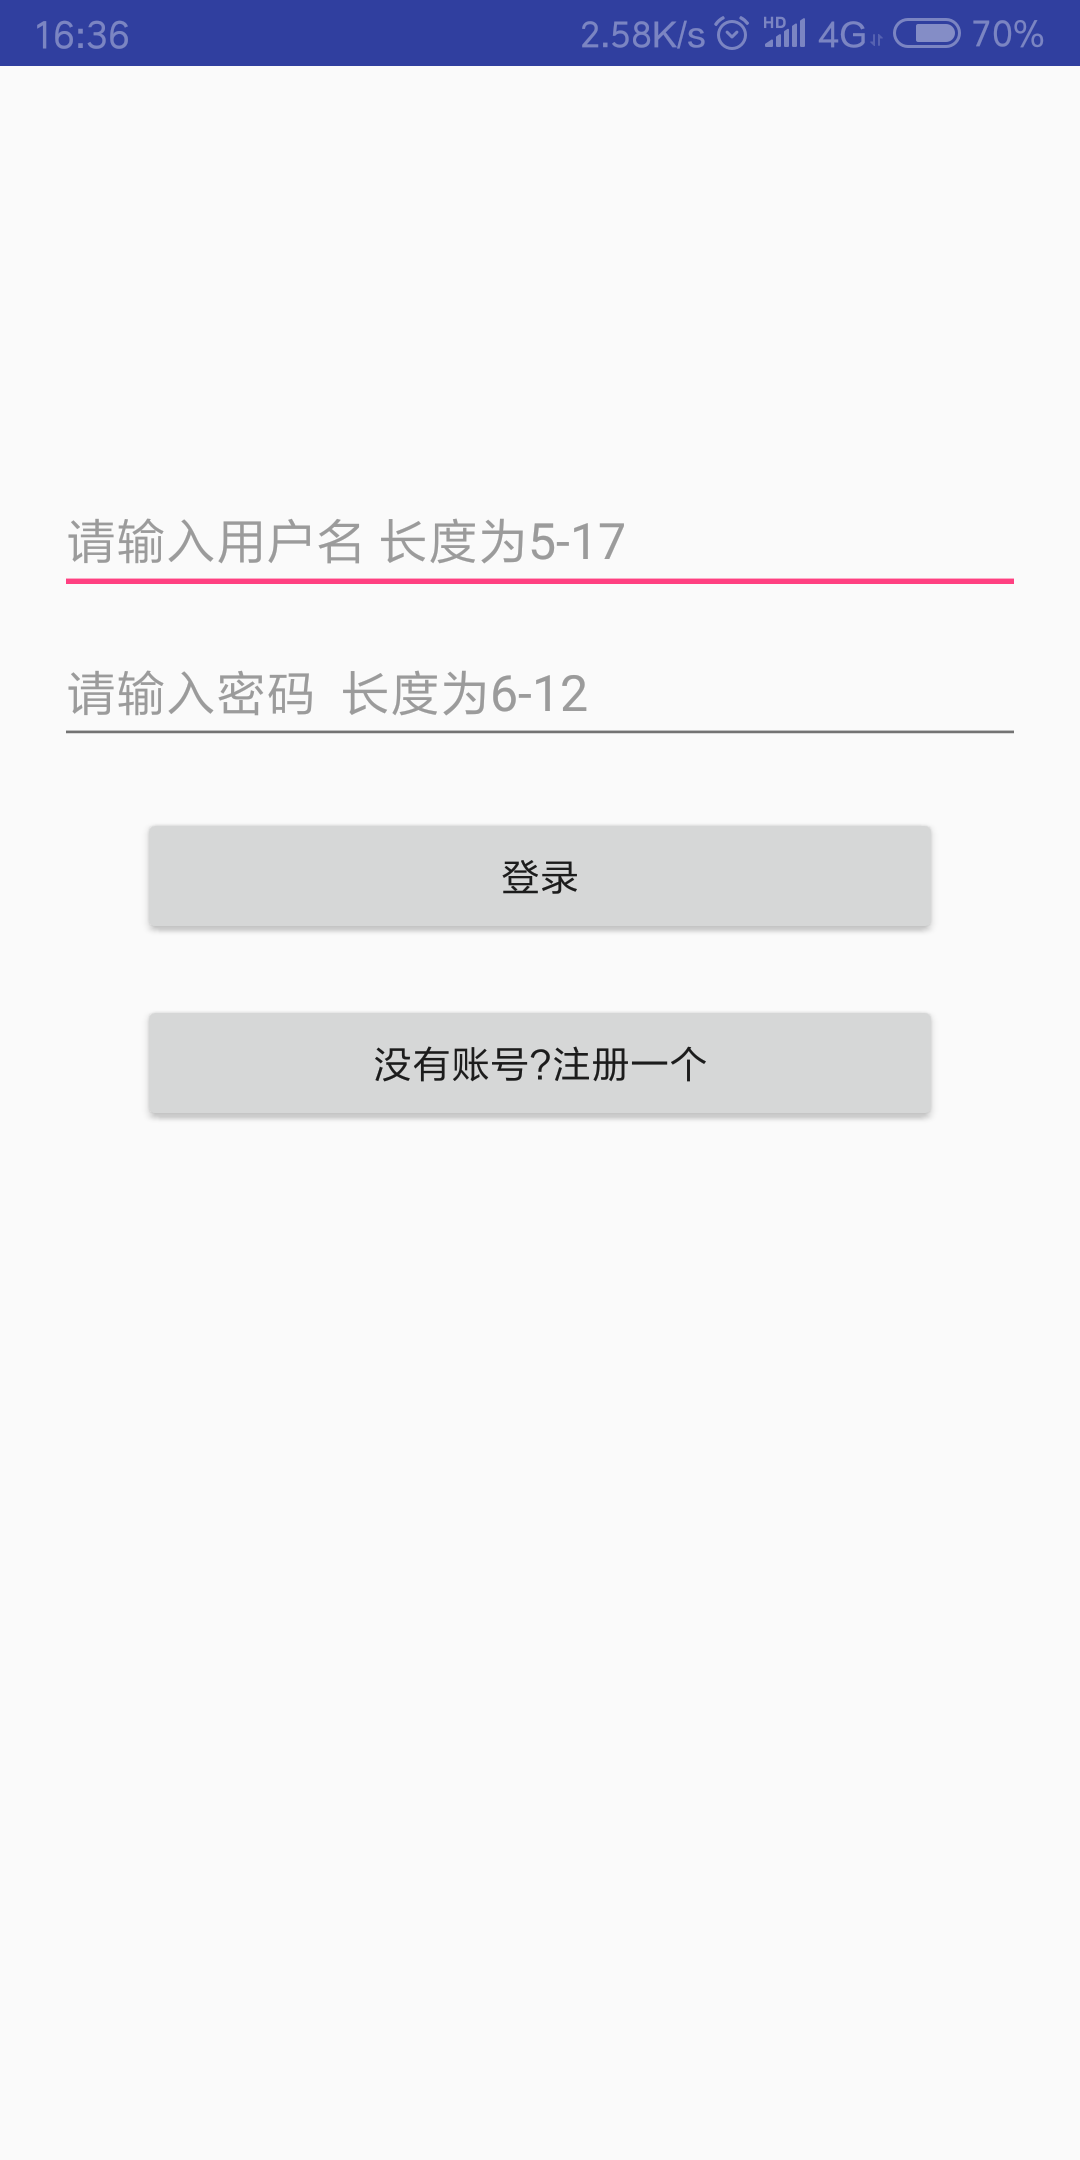 16:36 2.58K/s HD 4G 70%
请输入用户名 长度为5-17
请输入密码  长度为6-12
登录
没有账号?注册一个